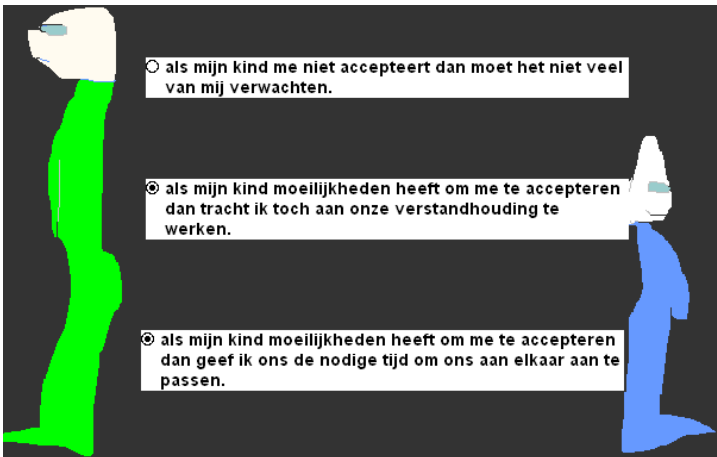 als mijn kind me niet accepteert dan moet het niet veel
van mij verwachten.
als mijn kind moeilijkheden heeft om me te accepteren
dan tracht ik toch aan onze verstandhouding te
werken.
als mijn kind moeilijkheden heeft om me te accepteren
dan geef ik ons de nodige tijd om ons aan elkaar aan te
passen.